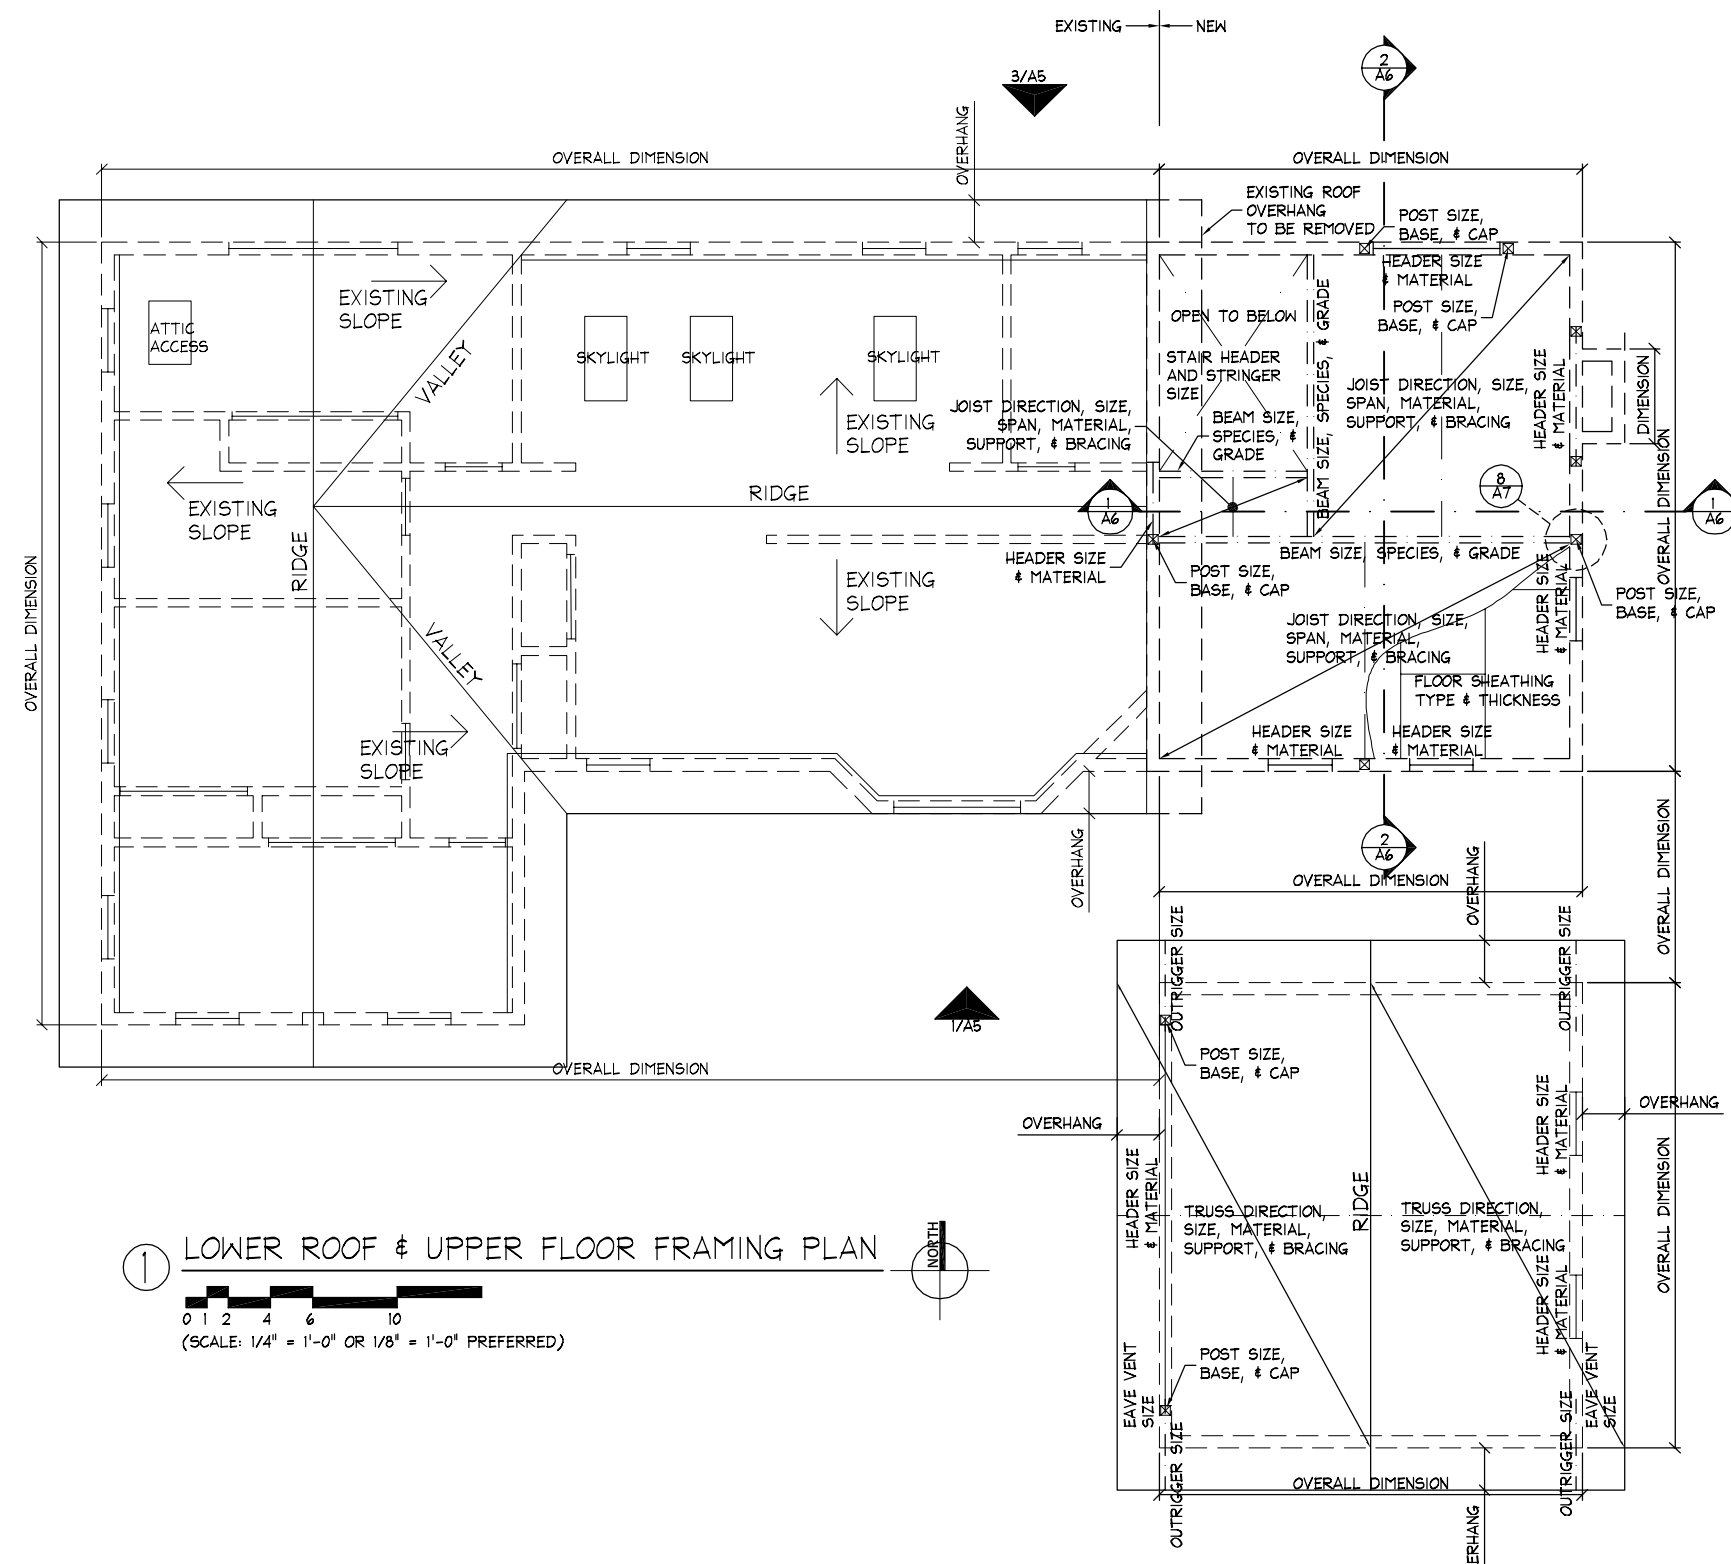 EXISTING
NEW
3/A5
2
A6
OVERALL DIMENSION
OVERHANG
OVERALL DIMENSION
EXISTING ROOF
OVERHANG
TO BE REMOVED
POST SIZE,
BASE, & CAP
HEADER SIZE
& MATERIAL
POST SIZE,
BASE, & CAP
EXISTING
SLOPE
ATTIC
ACCESS
VALLEY
SKYLIGHT
SKYLIGHT
SKYLIGHT
OPEN TO BELOW
STAIR HEADER
AND STRINGER
SIZE
BEAM SIZE, SPECIES, & GRADE
JOIST DIRECTION, SIZE,
SPAN, MATERIAL,
SUPPORT, & BRACING
HEADER SIZE
& MATERIAL
DIMENSION
OVERALL DIMENSION
JOIST DIRECTION, SIZE,
SPAN, MATERIAL,
SUPPORT, & BRACING
BEAM SIZE,
SPECIES, &
GRADE
EXISTING
SLOPE
EXISTING
SLOPE
RIDGE
RIDGE
1
A6
8
A7
1
A6
HEADER SIZE
& MATERIAL
BEAM SIZE, SPECIES, & GRADE
POST SIZE,
BASE, & CAP
HEADER SIZE
& MATERIAL
POST SIZE,
BASE, & CAP
EXISTING
SLOPE
OVERALL DIMENSION
VALLEY
JOIST DIRECTION, SIZE,
SPAN, MATERIAL,
SUPPORT, & BRACING
FLOOR SHEATHING
TYPE & THICKNESS
EXISTING
SLOPE
HEADER SIZE
& MATERIAL
HEADER SIZE
& MATERIAL
2
A6
OVERHANG
OVERALL DIMENSION
OVERHANG
OVERALL DIMENSION
OUTRIGGER SIZE
OUTRIGGER SIZE
1/A5
POST SIZE,
BASE, & CAP
OVERALL DIMENSION
OVERHANG
OVERHANG
HEADER SIZE
& MATERIAL
HEADER SIZE
& MATERIAL
OVERALL DIMENSION
TRUSS DIRECTION,
SIZE, MATERIAL,
SUPPORT, & BRACING
RIDGE
TRUSS DIRECTION,
SIZE, MATERIAL,
SUPPORT, & BRACING
HEADER SIZE
& MATERIAL
1
LOWER ROOF & UPPER FLOOR FRAMING PLAN
NORTH
0 1 2 4 6 10
(SCALE: 1/4" = 1'-0" OR 1/8" = 1'-0" PREFERRED)
EAVE VENT
SIZE
POST SIZE,
BASE, & CAP
EAVE VENT
SIZE
OUTRIGGER SIZE
OUTRIGGER SIZE
OVERALL DIMENSION
ERHANG